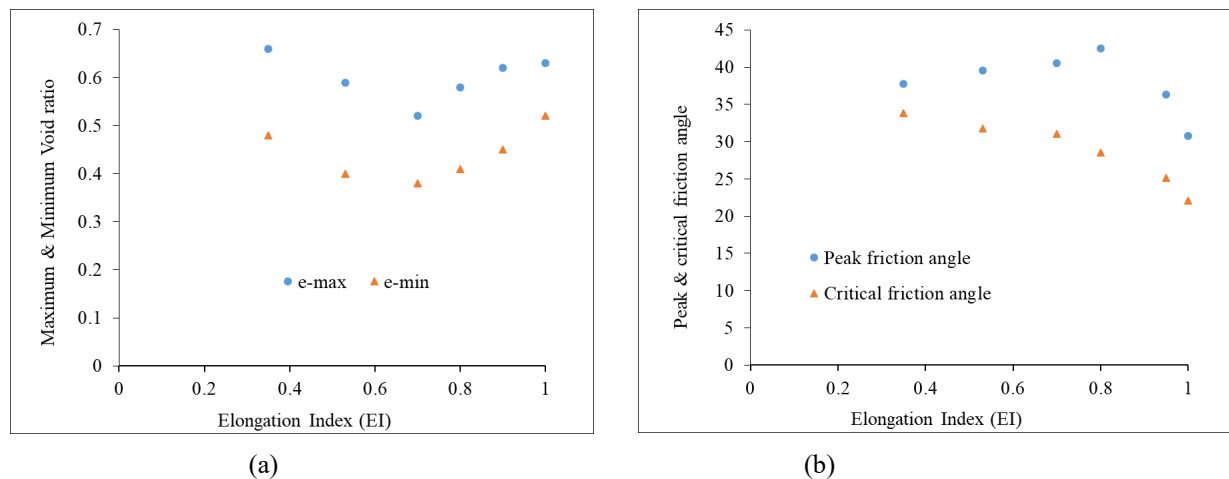 0.7
0.6
0.5
0.4
0.3
0.2
0.1
0
Maximum & Minimum Void ratio
e-max
e-min
0 0.2 0.4 0.6 0.8 1
Elongation Index (EI)
(a)
45
40
35
30
25
20
15
10
5
0
Peak & critical friction angle
Peak friction angle
Critical friction angle
0 0.2 0.4 0.6 0.8 1
Elongation Index (EI)
(b)